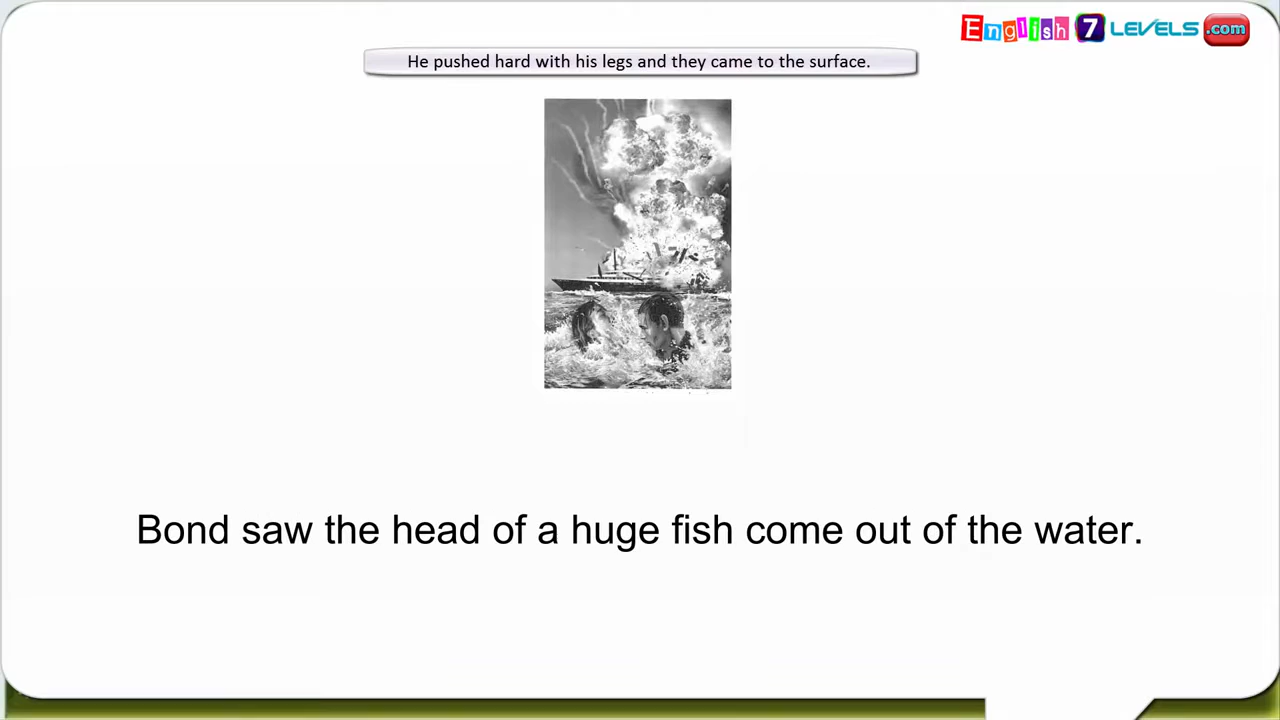 English 7 LEVELS .com
He pushed hard with his legs and they came to the surface.
Bond saw the head of a huge fish come out of the water.